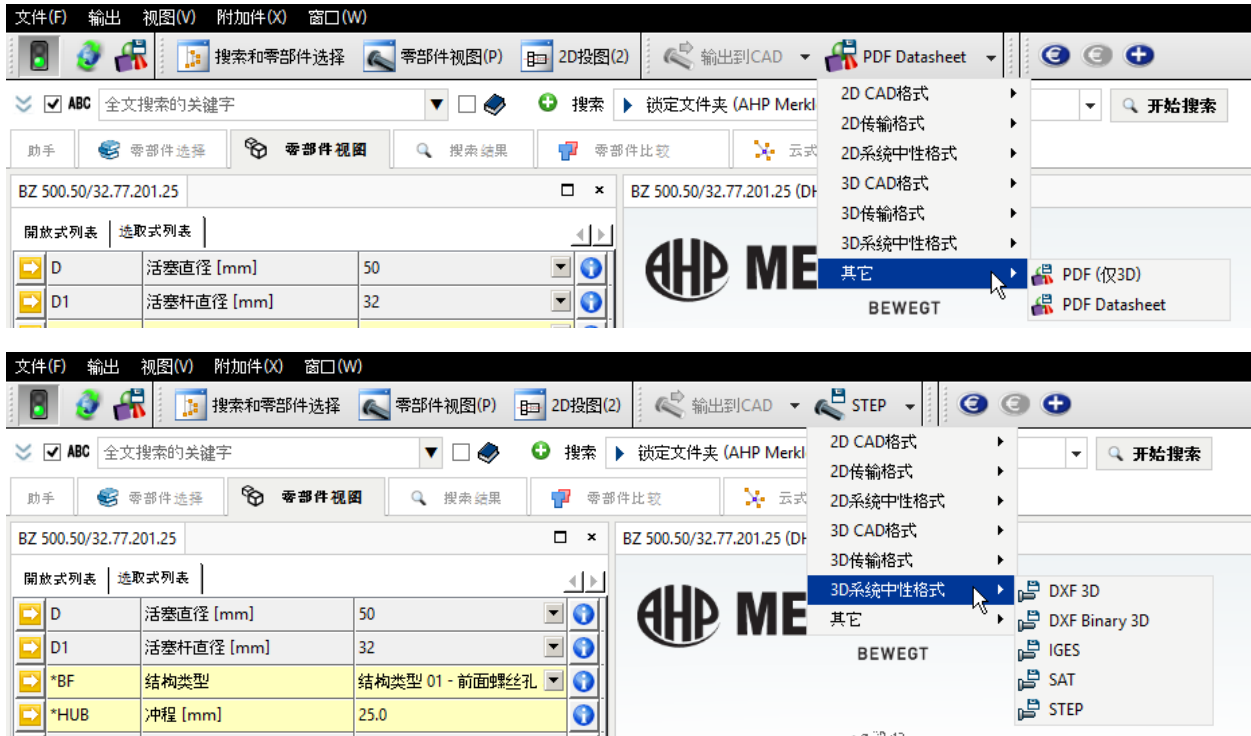 文件(F) 输出 视图(V) 附加件(X) 窗口(W)
搜索和零部件选择 零部件视图(P) 2D投图(2) 输出到CAD PDF Datasheet
ABC 全文搜索的关鍵字 搜索 锁定文件夹 (AHP Merkl 开始搜索
助手 零部件选择 零部件视图 搜索结果 零部件比较 云式
BZ 500.50/32.77.201.25
BZ 500.50/32.77.201.25 (DH
開放式列表 选取式列表
D 活塞直径 [mm] 50
D1 活塞杆直径 [mm] 32
AHP ME
BEWEGT
2D CAD格式
2D传输格式
2D系统中性格式
3D CAD格式
3D传输格式
3D系统中性格式
其它
PDF (仅3D)
PDF Datasheet
文件(F) 输出 视图(V) 附加件(X) 窗口(W)
搜索和零部件选择 零部件视图(P) 2D投图(2) 输出到CAD STEP
ABC 全文搜索的关鍵字 搜索 锁定文件夹 (AHP Merkl 开始搜索
助手 零部件选择 零部件视图 搜索结果 零部件比较 云式
BZ 500.50/32.77.201.25
BZ 500.50/32.77.201.25 (DH
開放式列表 选取式列表
D 活塞直径 [mm] 50
D1 活塞杆直径 [mm] 32
*BF 结构类型 结构类型 01 - 前面螺丝孔
*HUB 冲程 [mm] 25.0
AHP ME
BEWEGT
2D CAD格式
2D传输格式
2D系统中性格式
3D CAD格式
3D传输格式
3D系统中性格式
其它
DXF 3D
DXF Binary 3D
IGES
SAT
STEP